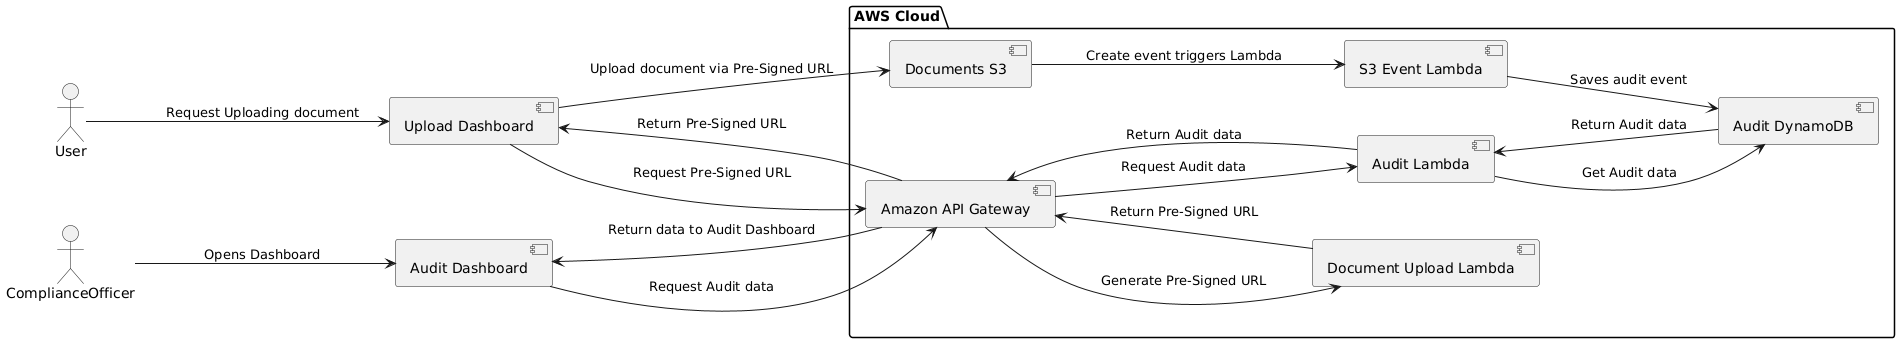 AWS Cloud
Documents S3
Create event triggers Lambda
S3 Event Lambda
Upload document via Pre-Signed URL
Saves audit event
User
Request Uploading document
Upload Dashboard
Return Pre-Signed URL
Return Audit data
Return Audit data
Audit DynamoDB
Request Pre-Signed URL
Request Audit data
Audit Lambda
Get Audit data
Amazon API Gateway
Return Pre-Signed URL
ComplianceOfficer
Opens Dashboard
Audit Dashboard
Return data to Audit Dashboard
Document Upload Lambda
Request Audit data
Generate Pre-Signed URL